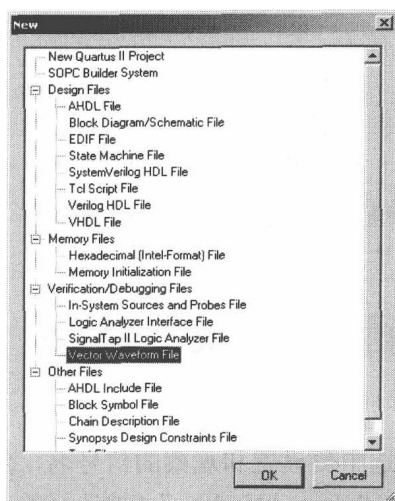 New
New Quartus II Project
SOPC Builder System
Design Files
AHDL File
Block Diagram/Schematic File
EDIF File
State Machine File
SystemVerilog HDL File
Tcl Script File
Verilog HDL File
VHDL File
Memory Files
Hexadecimal (Intel-Format) File
Memory Initialization File
Verification/Debugging Files
In-System Sources and Probes File
Logic Analyzer Interface File
SignalTap II Logic Analyzer File
Vector Waveform File
Other Files
AHDL Include File
Block Symbol File
Chain Description File
Synopsys Design Constraints File
OK
Cancel